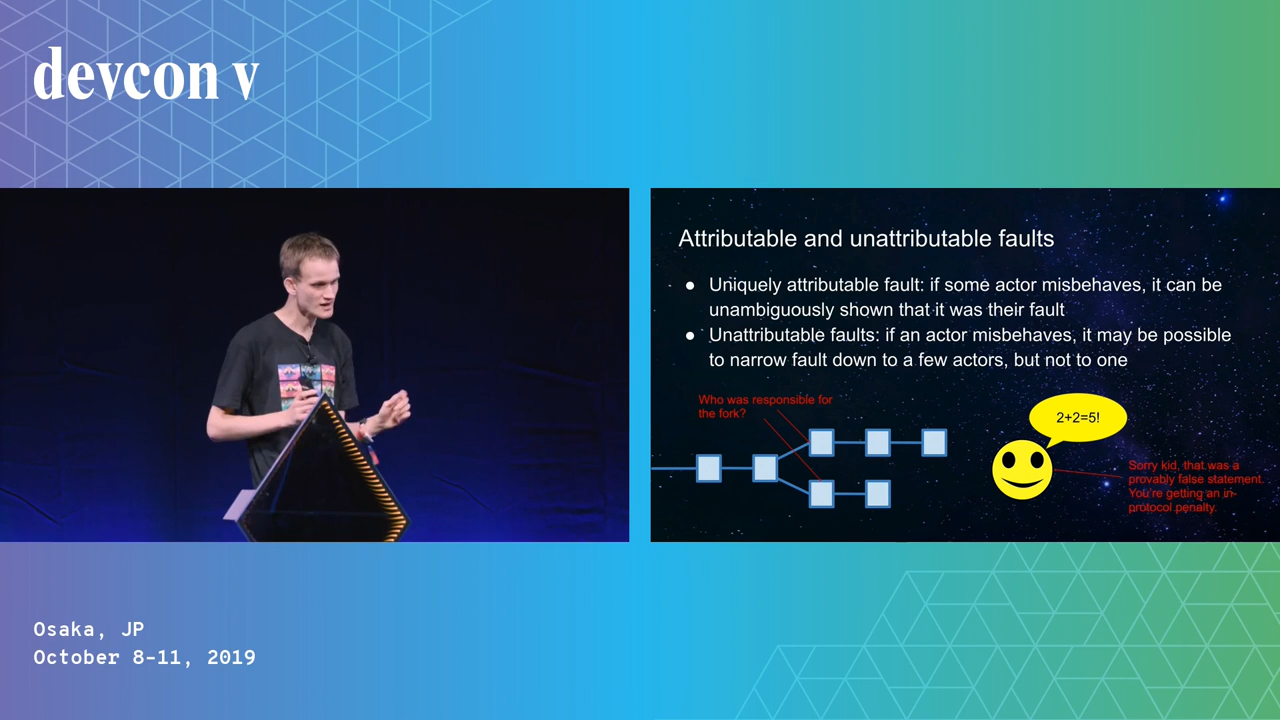 devcon v
Attributable and unattributable faults
● Uniquely attributable fault: if some actor misbehaves, it can be
unambiguously shown that it was their fault
● Unattributable faults: if an actor misbehaves, it may be possible
to narrow fault down to a few actors, but not to one
Who was responsible for
the fork?
2+2=5!
Sorry kid, that was a
provably false statement.
You're getting an in-
protocol penalty.
Osaka, JP
October 8-11, 2019